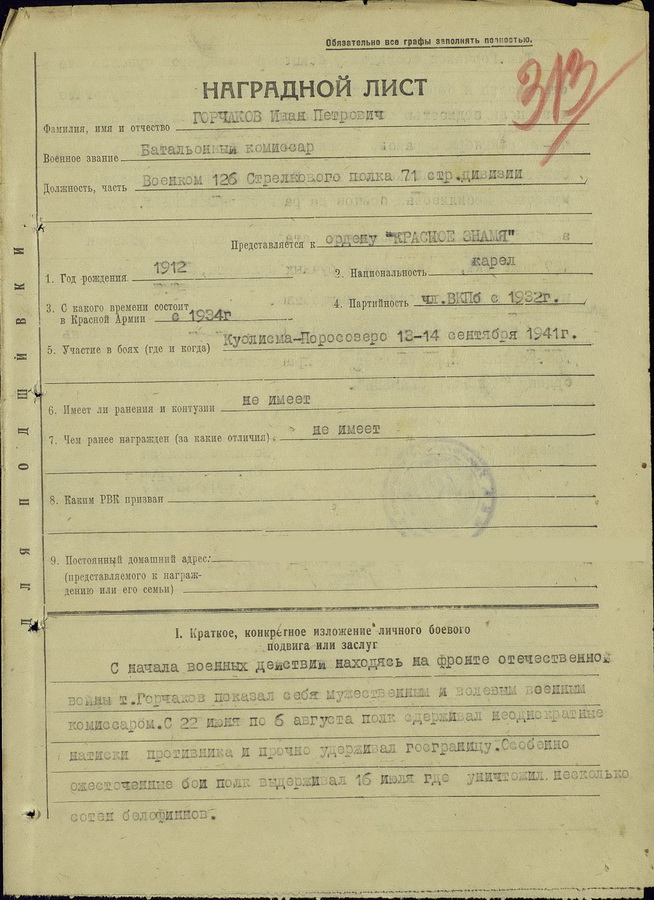 Обязательно все графы заполнять полностью.
313
НАГРАДНОЙ ЛИСТ
Фамилия, имя и отчество ГОРЧАКОВ Иван Петрович
Военное звание Батальонный комиссар
Должность, часть Военком 126 Стрелкового полка 71 стр.дивизии
Представляется к ордену "КРАСНОЕ ЗНАМЯ"
1. Год рождения 1912 2. Национальность карел
3. С какого времени состоит
в Красной Армии с 1934г 4. Партийность чл.ВКПб с 1932г.
5. Участие в боях (где и когда) Куолисма-Поросозеро 13-14 сентября 1941г.
6. Имеет ли ранения и контузии не имеет
7. Чем ранее награжден (за какие отличия) не имеет
8. Каким РВК призван
9. Постоянный домашний адрес:
(представляемого к награж-
дению или его семьи)
ДЛЯ ПОДШИВКИ
I. Краткое, конкретное изложение личного боевого
подвига или заслуг
С начала военных действии находясь на фронте отечественной
войны т.Горчаков показал себя мужественным и волевым военным
комиссаром.С 22 июня по 6 августа полк сдерживал неоднократные
натиски противника и прочно удерживал госграницу.Особенно
ожесточенные бои полк выдерживал 16 июля где уничтожил несколько
сотен белофиннов.